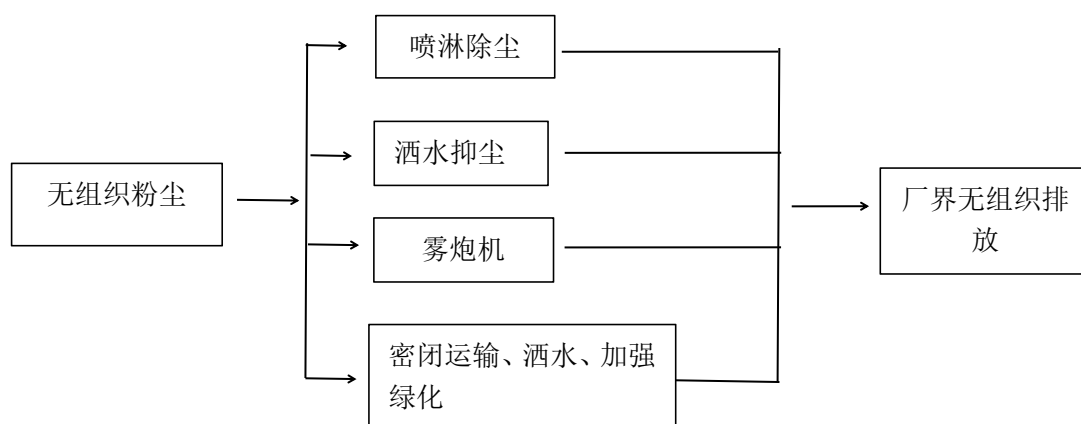 喷淋除尘
洒水抑尘
无组织粉尘
雾炮机
密闭运输、洒水、加强
绿化
厂界无组织排
放